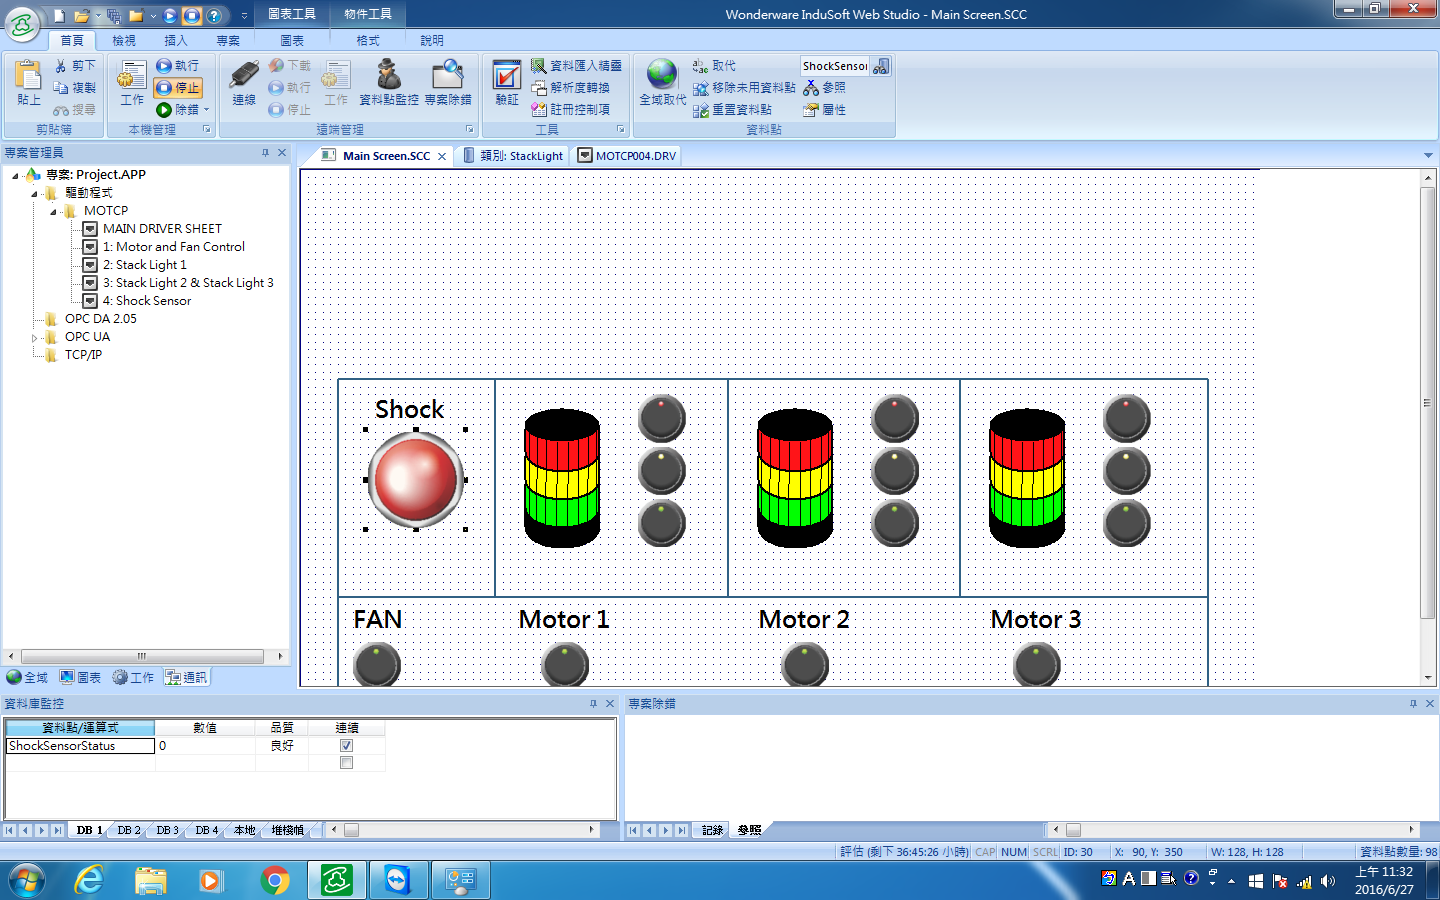 圖表工具
物件工具
Wonderware InduSoft Web Studio - Main Screen.SCC
首頁
檢視
插入
專案
圖表
格式
說明
貼上
剪下
複製
搜尋
剪貼簿
工作
執行
停止
除錯
本機管理
連線
下載
執行
停止
工作
資料點監控
專案除錯
遠端管理
驗証
資料匯入精靈
解析度轉換
註冊控制項
工具
全域取代
取代
移除未用資料點
重置資料點
ShockSensor
參照
屬性
資料點
專案管理員
專案: Project.APP
驅動程式
MOTCP
MAIN DRIVER SHEET
1: Motor and Fan Control
2: Stack Light 1
3: Stack Light 2 & Stack Light 3
4: Shock Sensor
OPC DA 2.05
OPC UA
TCP/IP
全域
圖表
工作
通訊
Main Screen.SCC
類別: StackLight
MOTCP004.DRV
Shock
FAN
Motor 1
Motor 2
Motor 3
資料庫監控
資料點/運算式
數值
品質
連續
ShockSensorStatus
0
良好
DB 1
DB 2
DB 3
DB 4
本地
堆棧幀
專案除錯
記錄
參照
評估 (剩下 36:45:26 小時)
CAP
NUM
SCRL
ID: 30
X: 90, Y: 350
W: 128, H: 128
資料點數量: 98
A
上午 11:32
2016/6/27